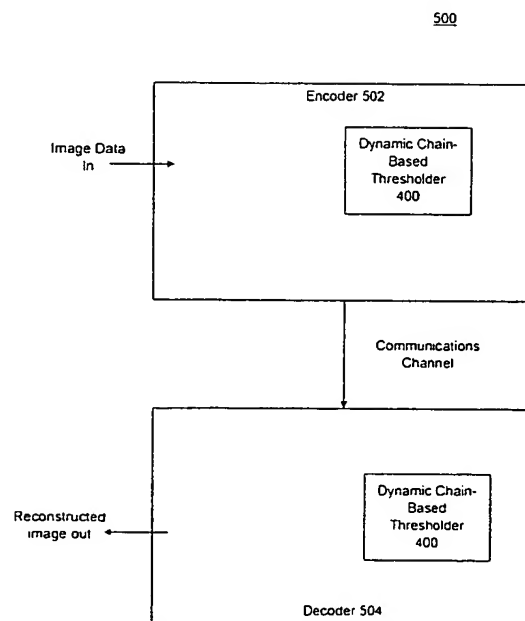 500
Encoder 502
Image Data
In
Dynamic Chain-
Based
Thresholder
400
Communications
Channel
Dynamic Chain-
Based
Thresholder
400
Reconstructed
image out
Decoder 504